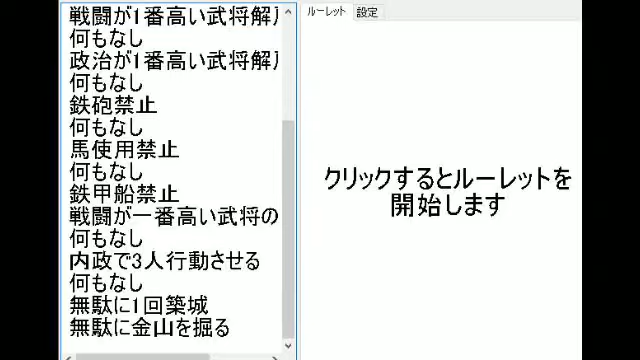 戦闘が1番高い武将解
何もなし
政治が1番高い武将解
何もなし
鉄砲禁止
何もなし
馬使用禁止
何もなし
鉄甲船禁止
戦闘が一番高い武将の
何もなし
内政で3人行動させる
何もなし
無駄に1回築城
無駄に金山を掘る
ルーレット 設定
クリックするとルーレットを
開始します